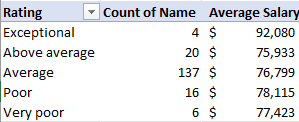 Rating Count of Name Average Salary
Exceptional 4 $ 92,080
Above average 20 $ 75,933
Average 137 $ 76,799
Poor 16 $ 78,115
Very poor 6 $ 77,423